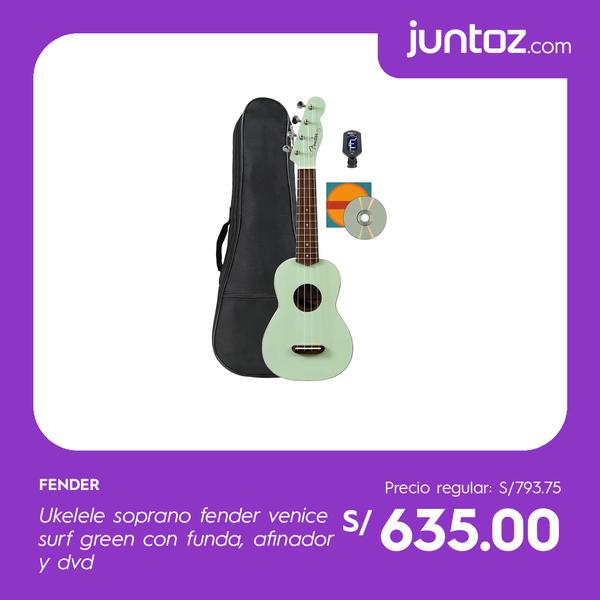 juntoz.com
Fender
E
FENDER
Ukelele soprano fender venice
surf green con funda, afinador
y dvd
Precio regular: S/793.75
S/ 635.00